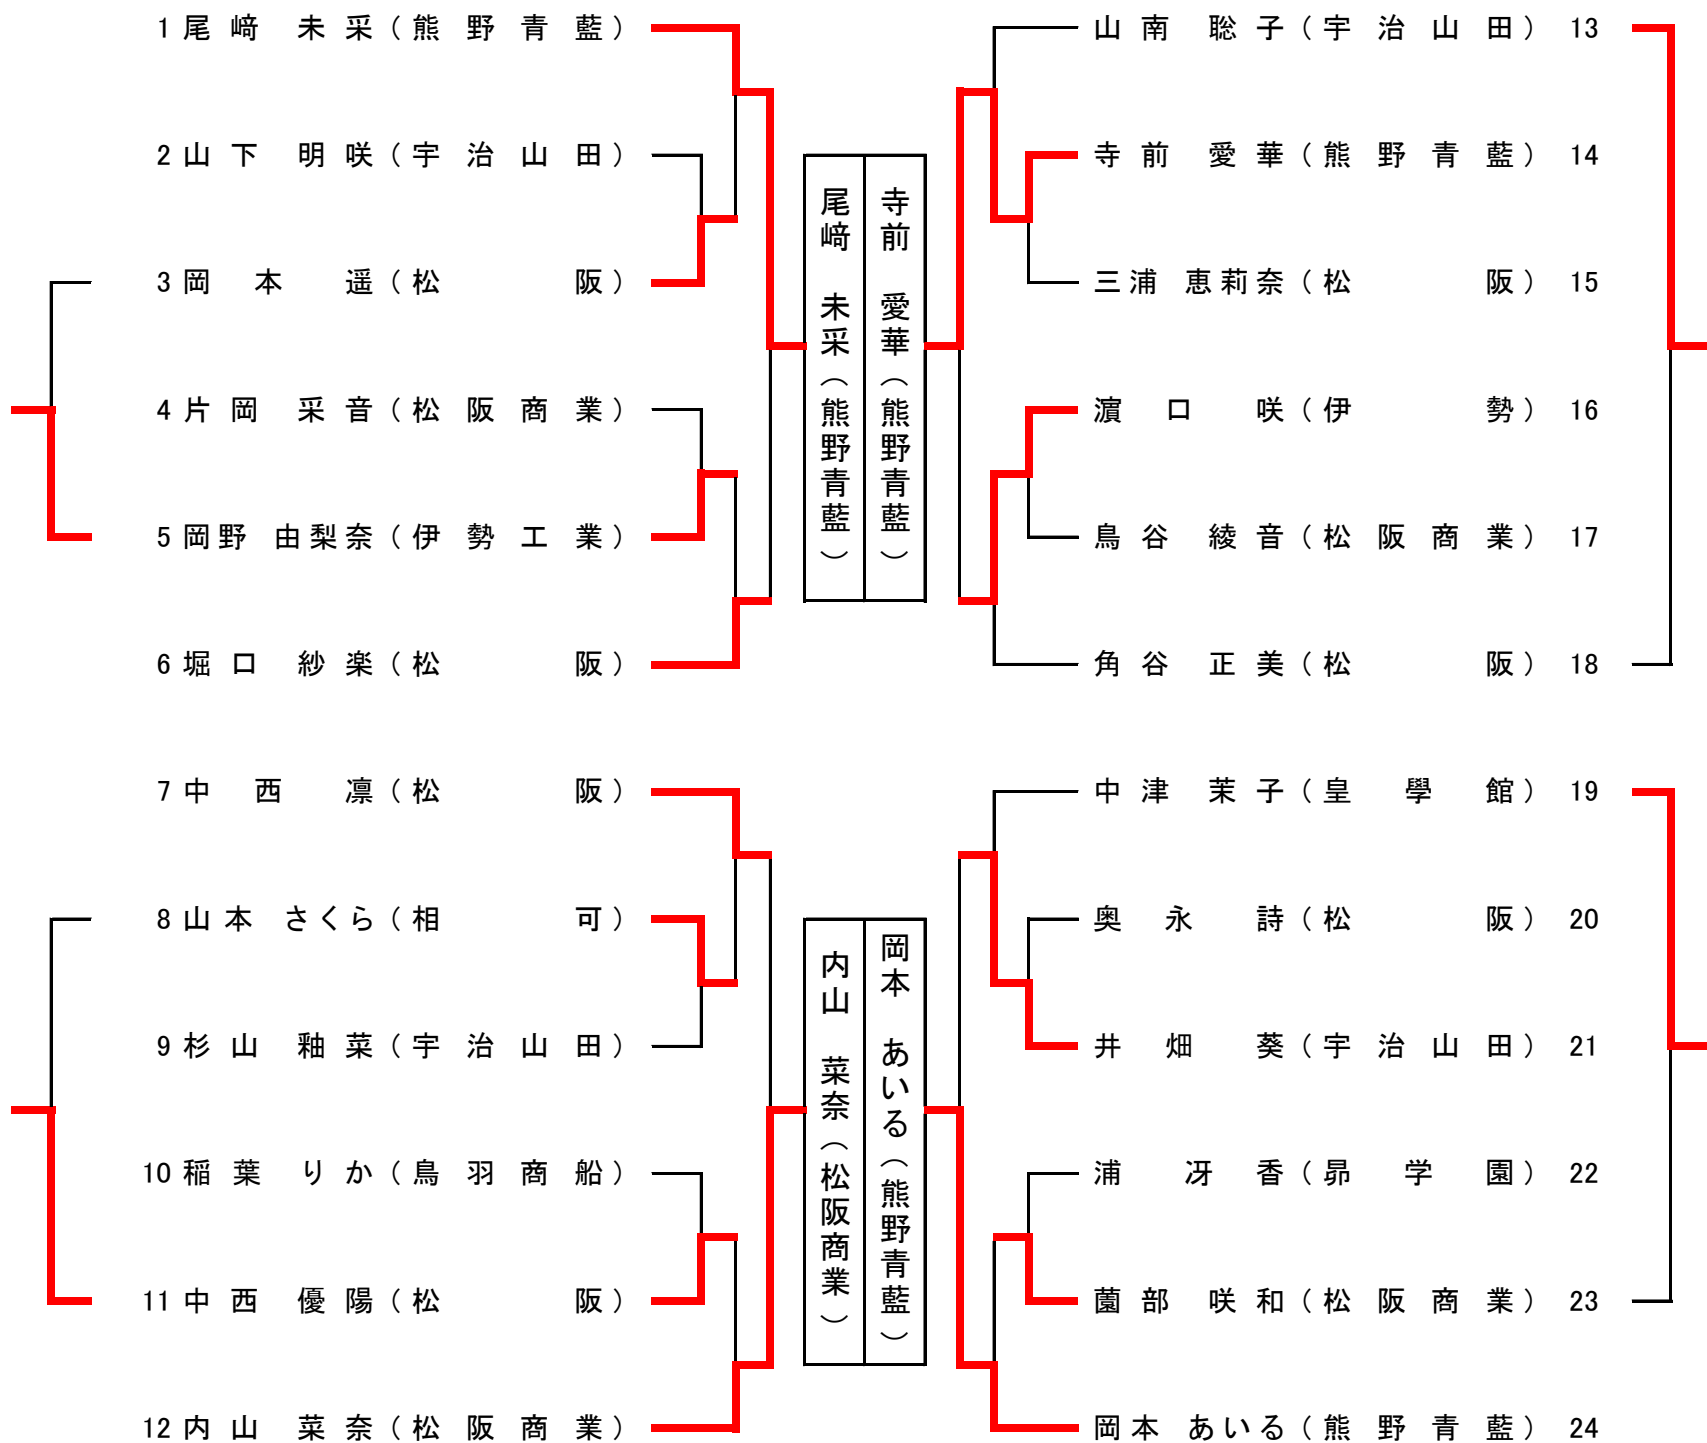 1 尾﨑 未采（熊野青藍）
2 山下 明咲（宇治山田）
3 岡本 遥（松阪）
4 片岡 采音（松阪商業）
5 岡野 由梨奈（伊勢工業）
6 堀口 紗楽（松阪）
7 中西 凛（松阪）
8 山本 さくら（相可）
9 杉山 釉菜（宇治山田）
10 稲葉 りか（鳥羽商船）
11 中西 優陽（松阪）
12 内山 菜奈（松阪商業）
尾﨑 未采（熊野青藍）
寺前 愛華（熊野青藍）
内山 菜奈（松阪商業）
岡本 あいる（熊野青藍）
山南 聡子（宇治山田） 13
寺前 愛華（熊野青藍） 14
三浦 恵莉奈（松阪） 15
濵口 咲（伊勢） 16
鳥谷 綾音（松阪商業） 17
角谷 正美（松阪） 18
中津 茉子（皇學館） 19
奥永 詩（松阪） 20
井畑 葵（宇治山田） 21
浦 冴香（昴学園） 22
薗部 咲和（松阪商業） 23
岡本 あいる（熊野青藍） 24